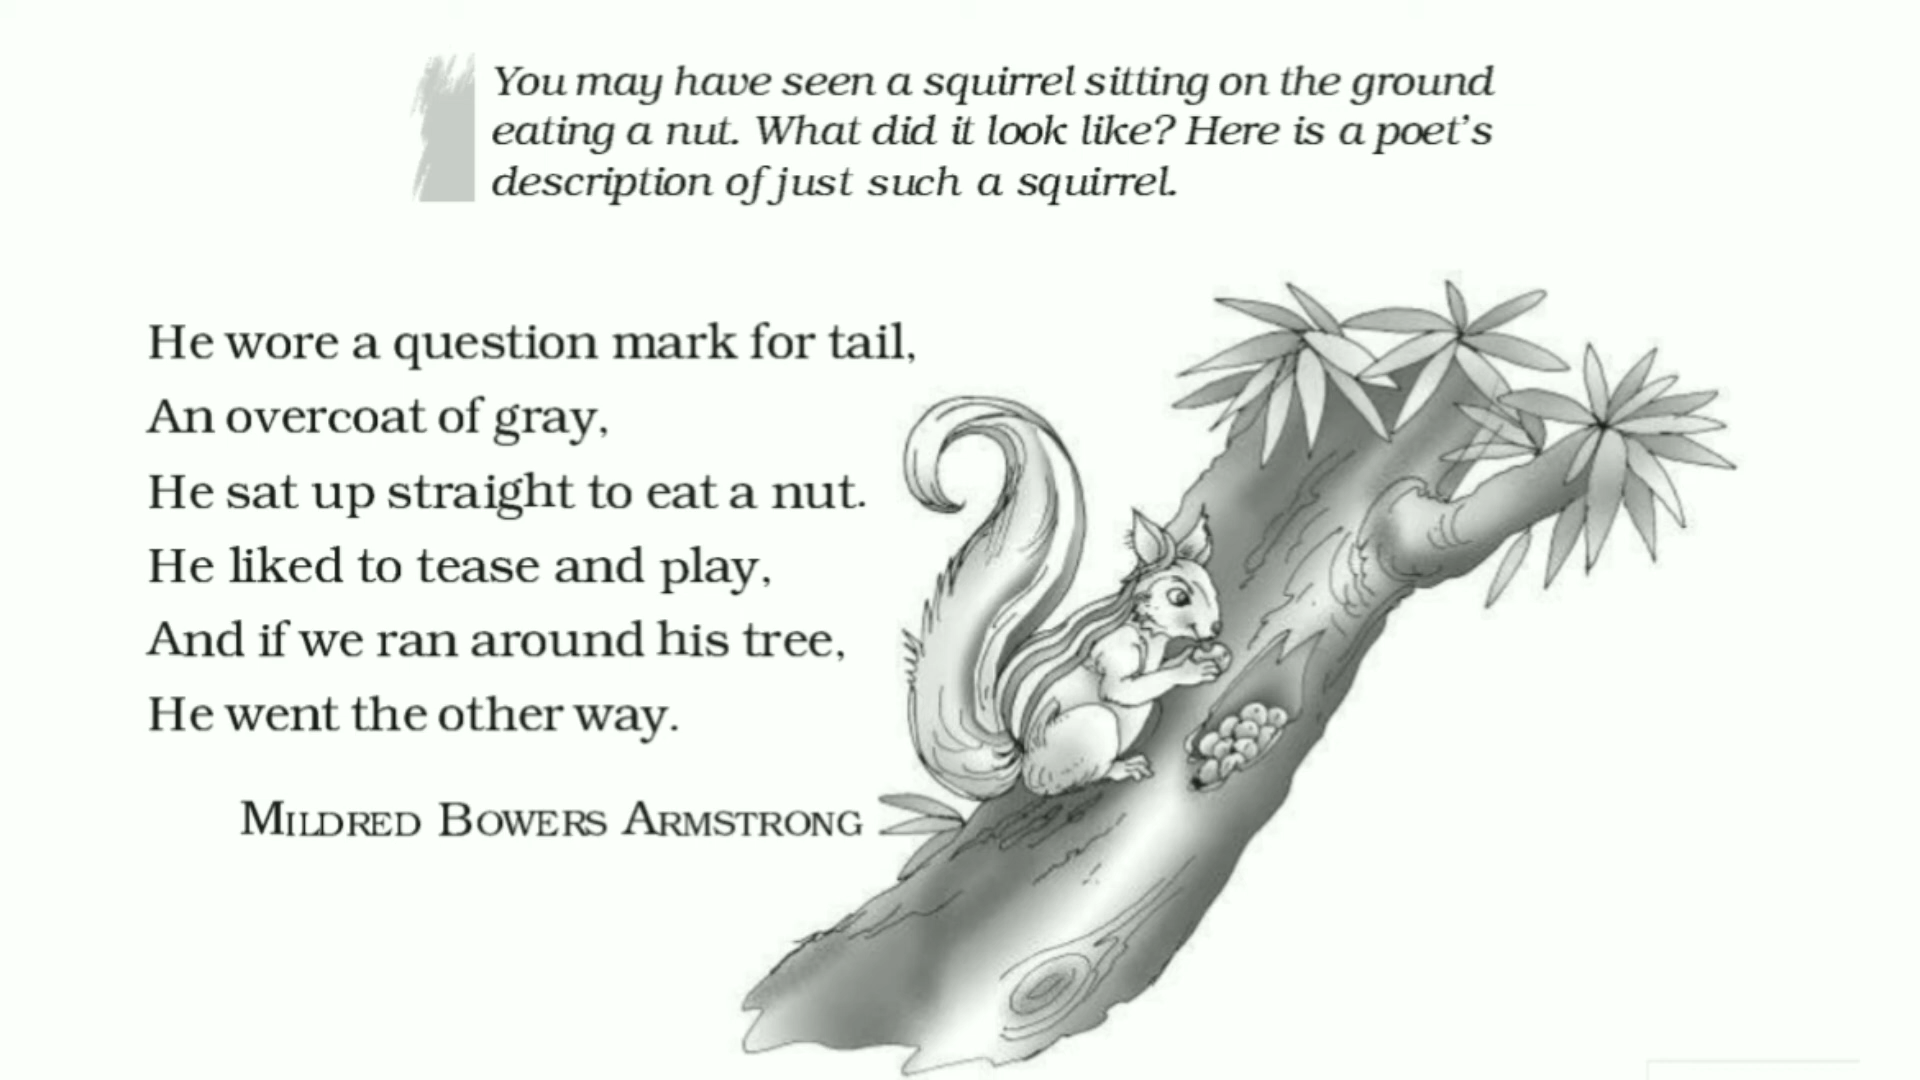 You may have seen a squirrel sitting on the ground
eating a nut. What did it look like? Here is a poet's
description of just such a squirrel.
He wore a question mark for tail,
An overcoat of gray,
He sat up straight to eat a nut.
He liked to tease and play,
And if we ran around his tree,
He went the other way.
MILDRED BOWERS ARMSTRONG